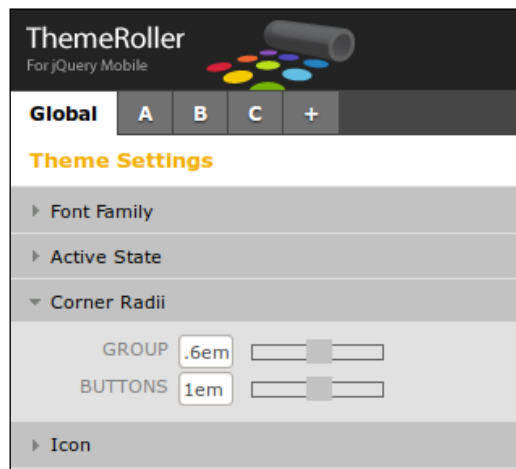 ThemeRoller
For jQuery Mobile
Global A B C +
Theme Settings
Font Family
Active State
Corner Radii
GROUP .6em
BUTTONS 1em
Icon